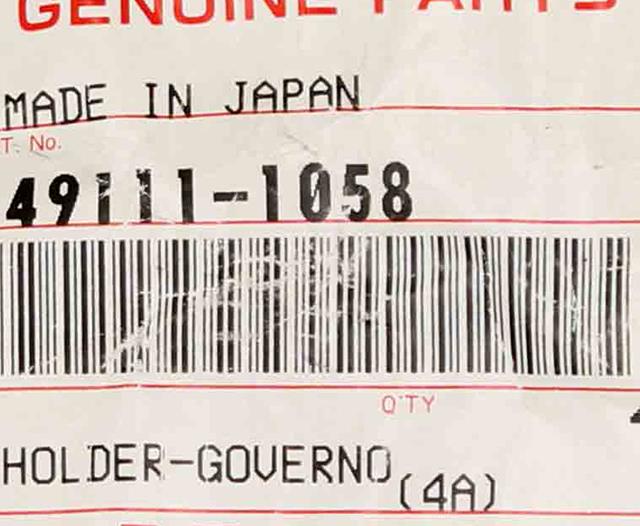 GENUINE PARTS
MADE IN JAPAN
T. No.
49111-1058
Q'TY
HOLDER-GOVERNO(4A)